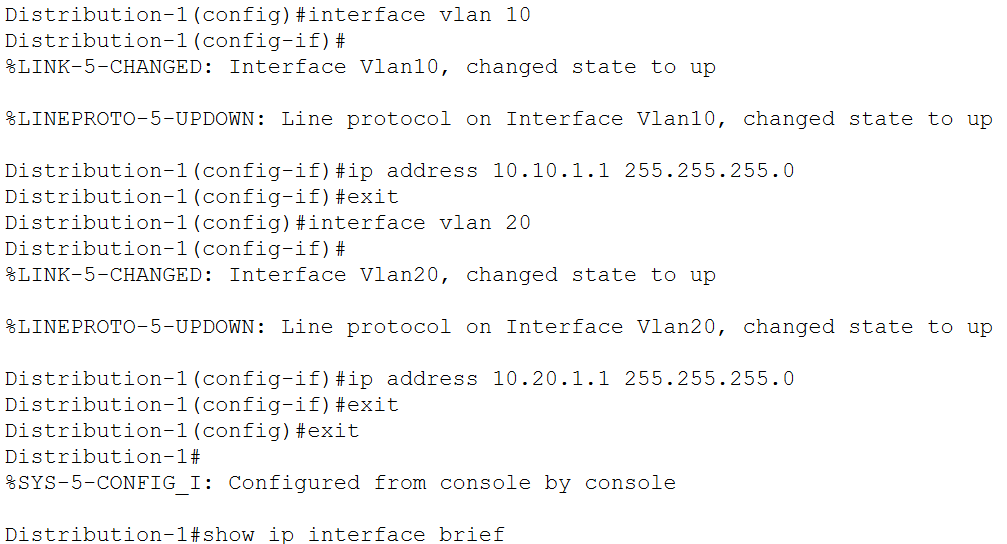 Distribution-1(config)#interface vlan 10
Distribution-1(config-if)#
%LINK-5-CHANGED: Interface Vlan10, changed state to up
%LINEPROTO-5-UPDOWN: Line protocol on Interface Vlan10, changed state to up
Distribution-1(config-if)#ip address 10.10.1.1 255.255.255.0
Distribution-1(config-if)#exit
Distribution-1(config)#interface vlan 20
Distribution-1(config-if)#
%LINK-5-CHANGED: Interface Vlan20, changed state to up
%LINEPROTO-5-UPDOWN: Line protocol on Interface Vlan20, changed state to up
Distribution-1(config-if)#ip address 10.20.1.1 255.255.255.0
Distribution-1(config-if)#exit
Distribution-1(config)#exit
Distribution-1#
%SYS-5-CONFIG_I: Configured from console by console
Distribution-1#show ip interface brief